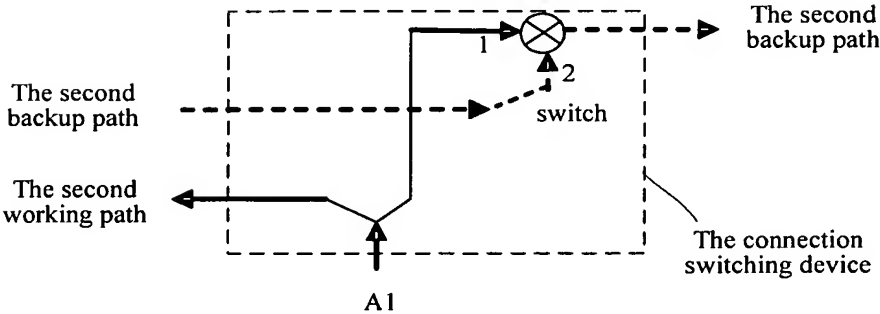 The second
backup path
1
2
The second
backup path
switch
The second
working path
The connection
switching device
A1